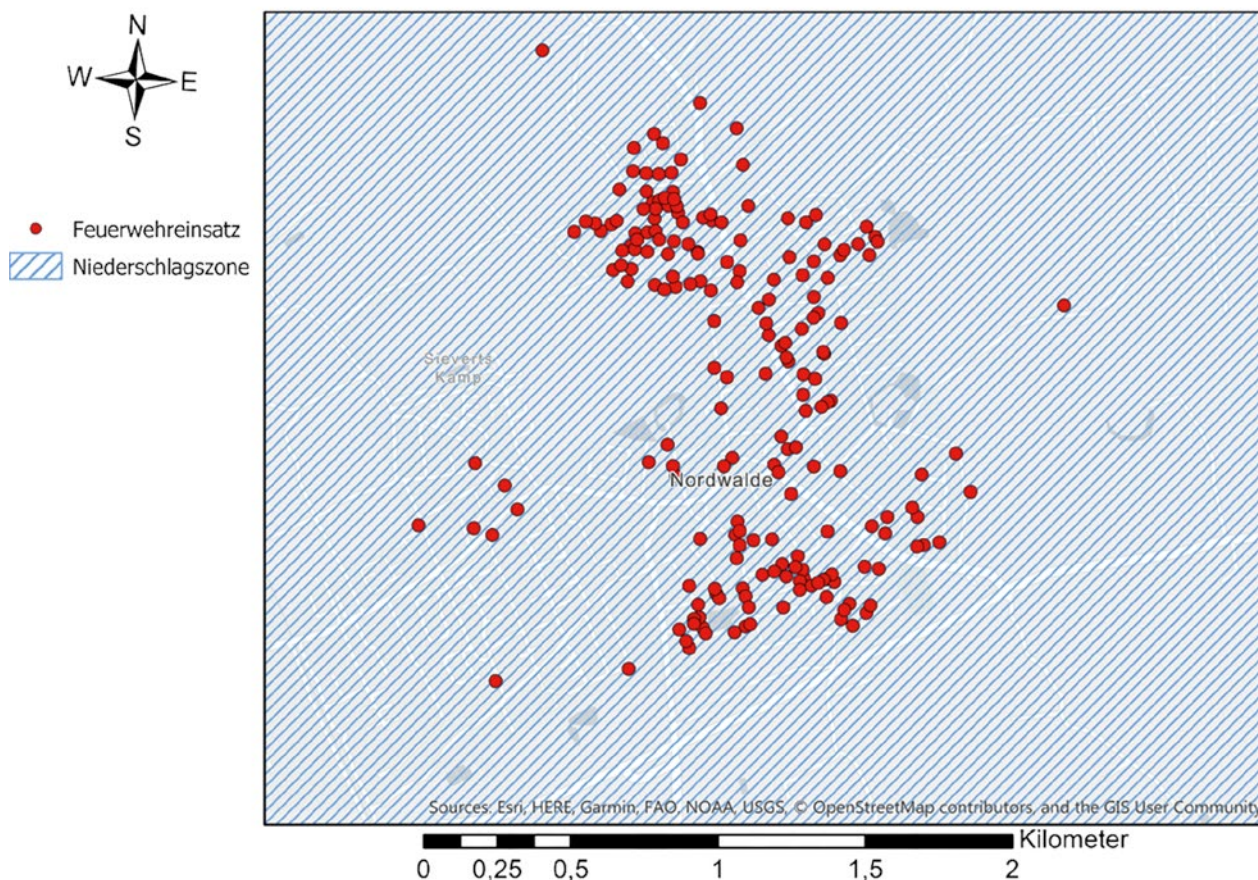 N
W E
S
Feuerwehreinsatz
Niederschlagszone
Sieverts
Kamp
Nordwalde
Sources. Esri, HERE, Garmin, FAO, NOAA, USGS, © OpenStreetMap contributors, and the GIS User Community
Kilometer
0 0,25 0,5 1 1,5 2